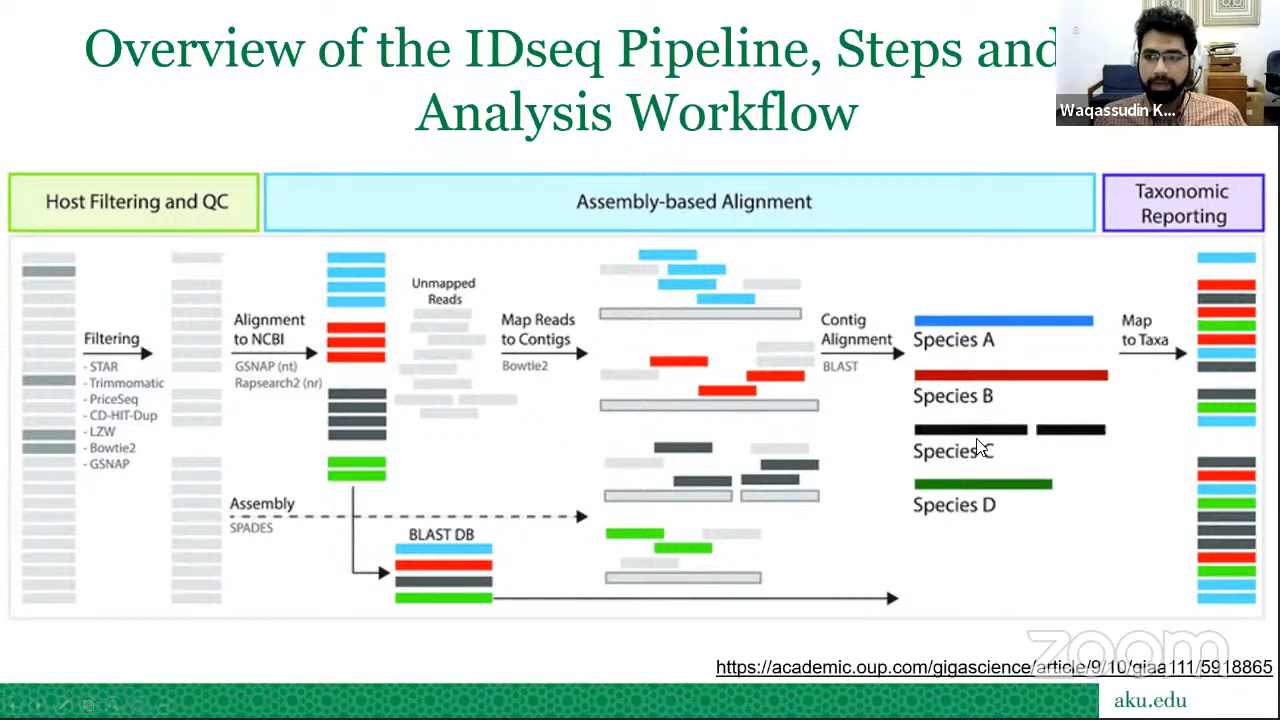 Overview of the IDseq Pipeline, Steps and
Analysis Workflow
Waqassudin K...
Host Filtering and QC
Assembly-based Alignment
Taxonomic
Reporting
Filtering
- STAR
- Trimmomatic
- PriceSeq
- CD-HIT-Dup
- LZW
- Bowtie2
- GSNAP
Alignment
to NCBI
GSNAP (nt)
Rapsearch2 (nr)
Unmapped
Reads
Map Reads
to Contigs
Bowtie2
Contig
Alignment
BLAST
Species A
Species B
Species C
Species D
Map
to Taxa
Assembly
SPADES
BLAST DB
zoom
https://academic.oup.com/gigascience/article/9/10/giaa111/5918865
aku.edu